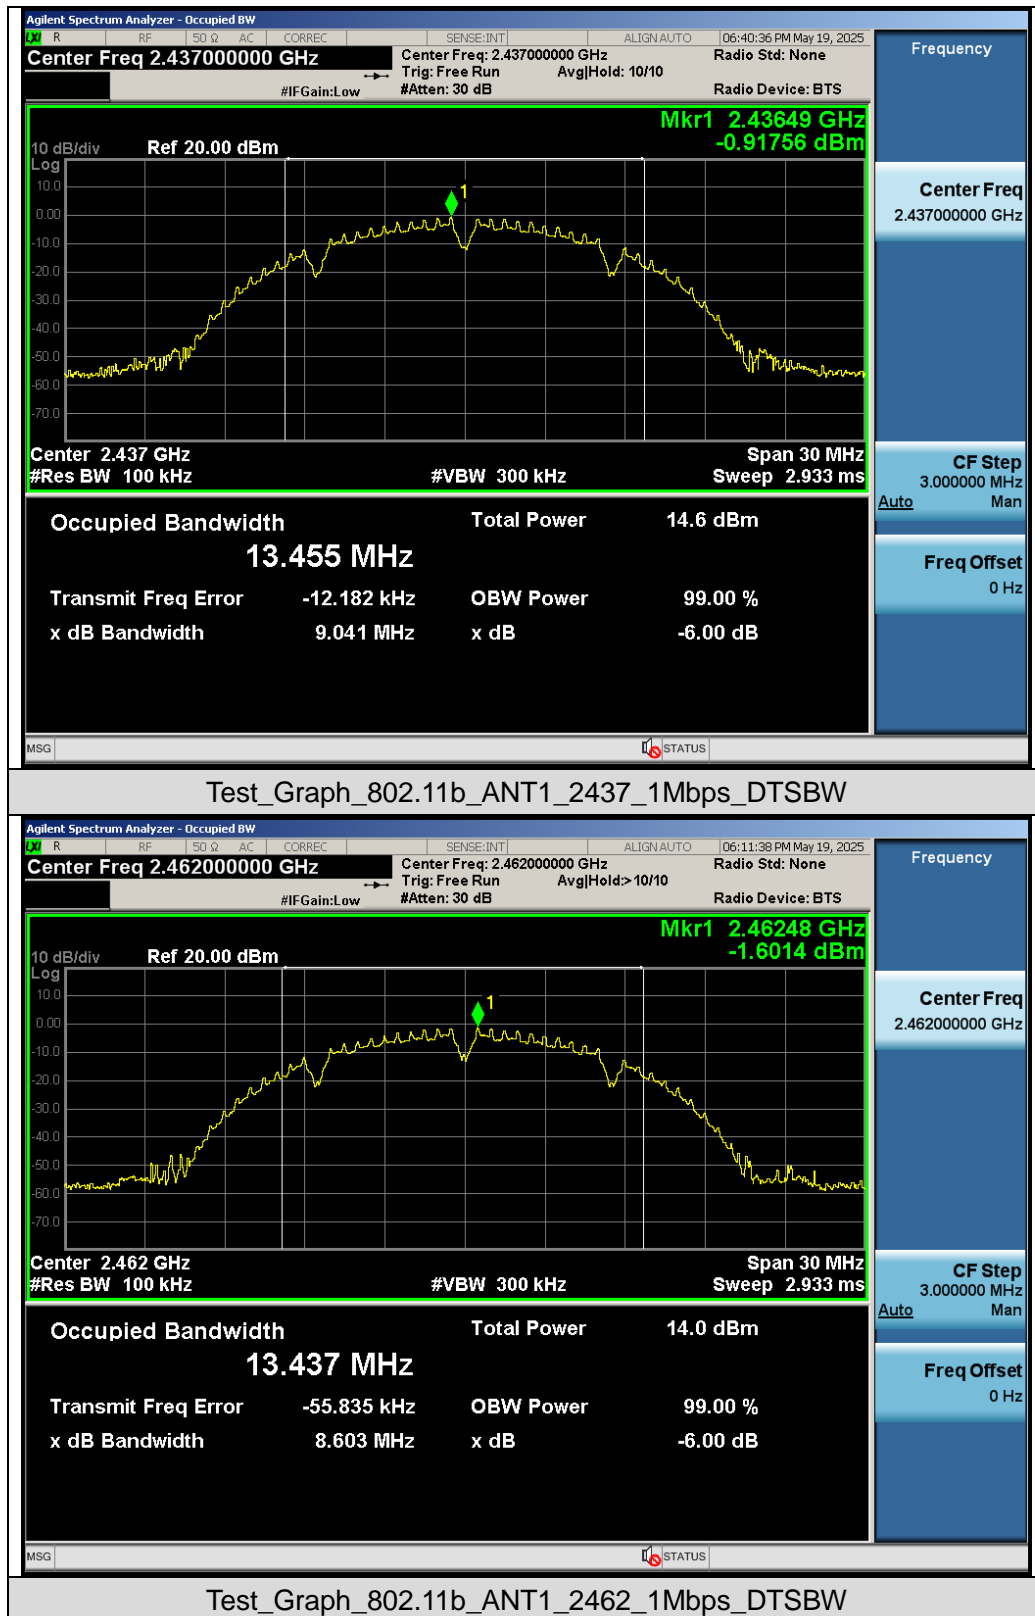 Agilent Spectrum Analyzer - Occupied BW
LXI R RF 50 Ω AC CORREC SENSE:INT ALIGN AUTO 06:40:36 PM May 19, 2025
Center Freq 2.437000000 GHz Center Freq: 2.437000000 GHz Radio Std: None Frequency
Trig: Free Run Avg|Hold: 10/10
#IFGain:Low #Atten: 30 dB Radio Device: BTS
Mkr1 2.43649 GHz
-0.91756 dBm
10 dB/div Ref 20.00 dBm
Log
10.0
0.00
-10.0
-20.0
-30.0
-40.0
-50.0
-60.0
-70.0
1
Center Freq
2.437000000 GHz
Center 2.437 GHz Span 30 MHz
#Res BW 100 kHz #VBW 300 kHz Sweep 2.933 ms
CF Step
3.000000 MHz
Auto Man
Occupied Bandwidth Total Power 14.6 dBm
13.455 MHz
Freq Offset
0 Hz
Transmit Freq Error -12.182 kHz OBW Power 99.00 %
x dB Bandwidth 9.041 MHz x dB -6.00 dB
MSG STATUS
Test_Graph_802.11b_ANT1_2437_1Mbps_DTSBW
Agilent Spectrum Analyzer - Occupied BW
LXI R RF 50 Ω AC CORREC SENSE:INT ALIGN AUTO 06:11:38 PM May 19, 2025
Center Freq 2.462000000 GHz Center Freq: 2.462000000 GHz Radio Std: None Frequency
Trig: Free Run Avg|Hold:>10/10
#IFGain:Low #Atten: 30 dB Radio Device: BTS
Mkr1 2.46248 GHz
-1.6014 dBm
10 dB/div Ref 20.00 dBm
Log
10.0
0.00
-10.0
-20.0
-30.0
-40.0
-50.0
-60.0
-70.0
1
Center Freq
2.462000000 GHz
Center 2.462 GHz Span 30 MHz
#Res BW 100 kHz #VBW 300 kHz Sweep 2.933 ms
CF Step
3.000000 MHz
Auto Man
Occupied Bandwidth Total Power 14.0 dBm
13.437 MHz
Freq Offset
0 Hz
Transmit Freq Error -55.835 kHz OBW Power 99.00 %
x dB Bandwidth 8.603 MHz x dB -6.00 dB
MSG STATUS
Test_Graph_802.11b_ANT1_2462_1Mbps_DTSBW